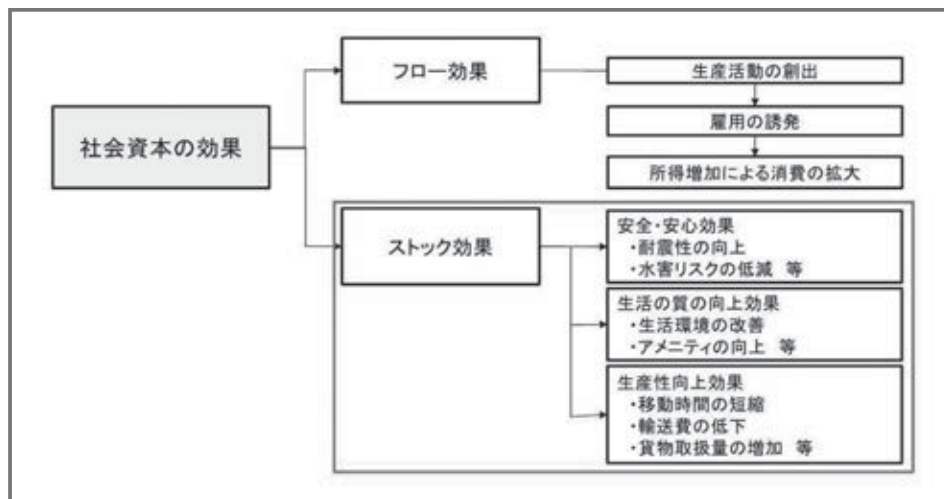 社会資本の効果
フロー効果
生産活動の創出
雇用の誘発
所得増加による消費の拡大
ストック効果
安全・安心効果
・耐震性の向上
・水害リスクの低減 等
生活の質の向上効果
・生活環境の改善
・アメニティの向上 等
生産性向上効果
・移動時間の短縮
・輸送費の低下
・貨物取扱量の増加 等